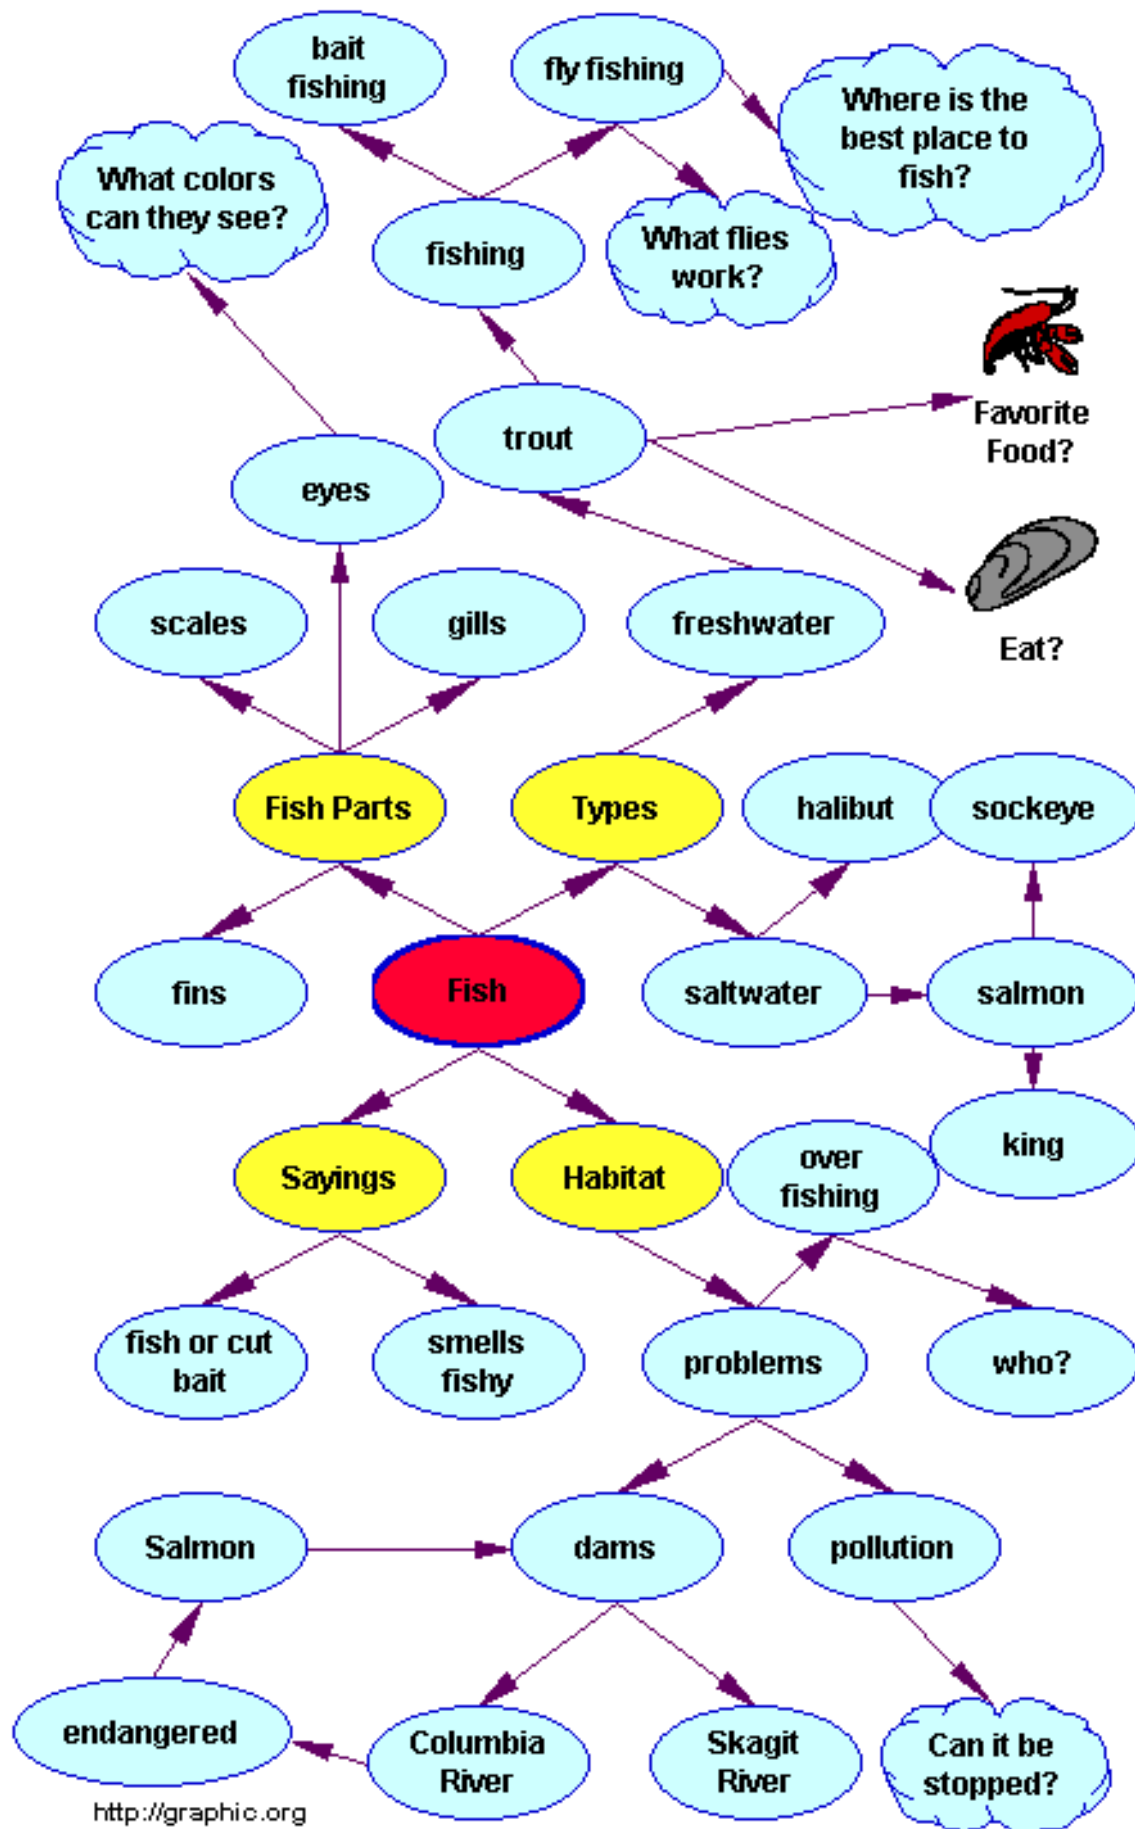 bait
fishing
fly fishing
Where is the
best place to
fish?
What colors
can they see?
fishing
What flies
work?
Favorite
Food?
trout
eyes
scales
gills
freshwater
Eat?
Fish Parts
Types
halibut
sockeye
fins
Fish
saltwater
salmon
Sayings
Habitat
over
fishing
king
fish or cut
bait
smells
fishy
problems
who?
Salmon
dams
pollution
endangered
Columbia
River
Skagit
River
Can it be
stopped?
http://graphic.org